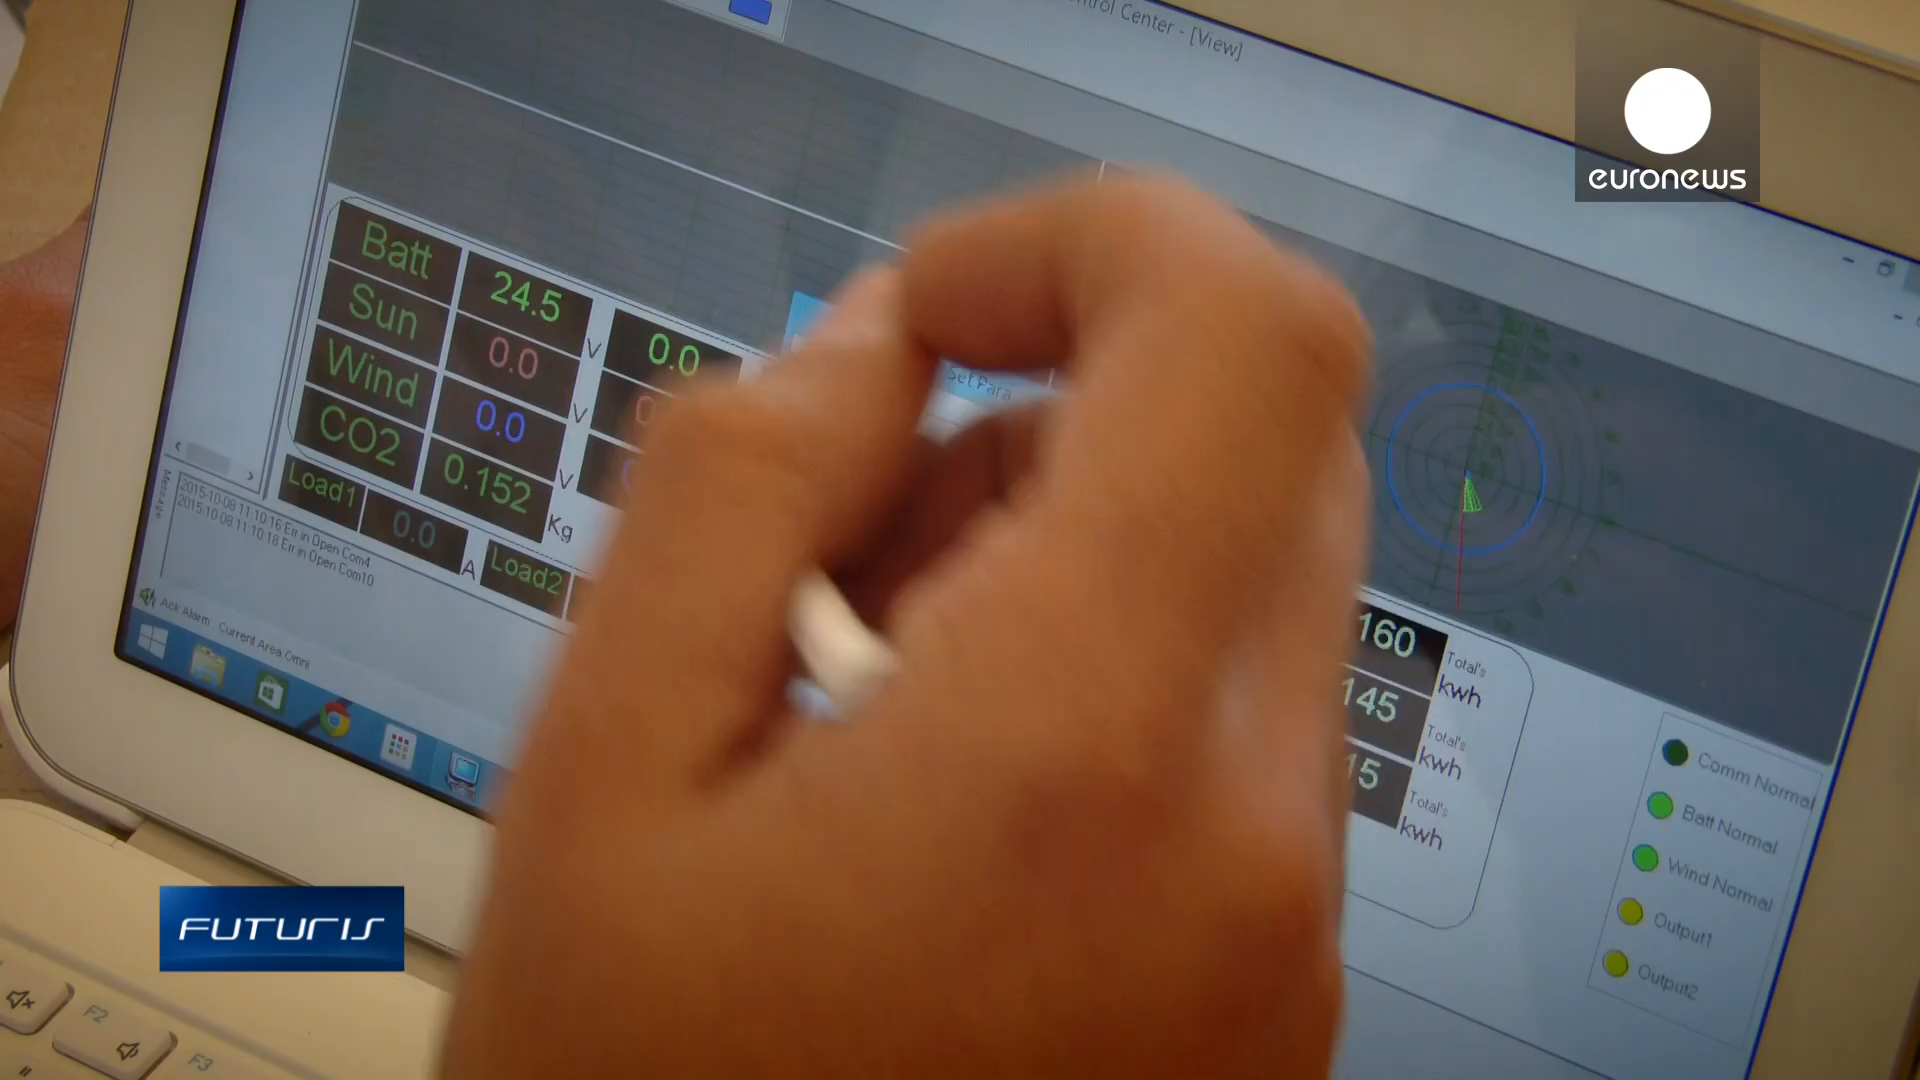 ntrol Center - [View]
euronews
Batt 24.5 V 0.0
Sun 0.0 V
Wind 0.0 V
CO2 0.152 Kg
Load1 0.0 A Load2
Set Para
Message
2015-10-08 11:10:16 Err in Open Com4
2015-10-08 11:10:18 Err in Open Com10
Ack Alarm Current Area:Omni
160 Total's kwh
145 Total's kwh
15 Total's kwh
Comm Normal
Batt Normal
Wind Normal
Output1
Output2
FUTURIS
F2
F3